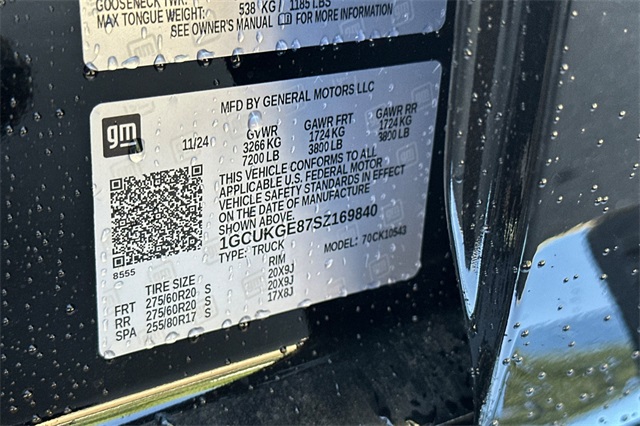 GOOSENECK TWR:
MAX TONGUE WEIGHT: 538 KG / 1185 LBS
SEE OWNER'S MANUAL FOR MORE INFORMATION
MFD BY GENERAL MOTORS LLC
gm
11/24
GVWR GAWR FRT GAWR RR
3266 KG 1724 KG 1724 KG
7200 LB 3800 LB 3800 LB
THIS VEHICLE CONFORMS TO ALL
APPLICABLE U.S. FEDERAL MOTOR
VEHICLE SAFETY STANDARDS IN EFFECT
ON THE DATE OF MANUFACTURE
SHOWN ABOVE.
1GCUKGE87SZ169840
TYPE: TRUCK MODEL: 70CK10543
8555
TIRE SIZE RIM
FRT 275/60R20 S 20X9J
RR 275/60R20 S 20X9J
SPA 255/80R17 S 17X8J